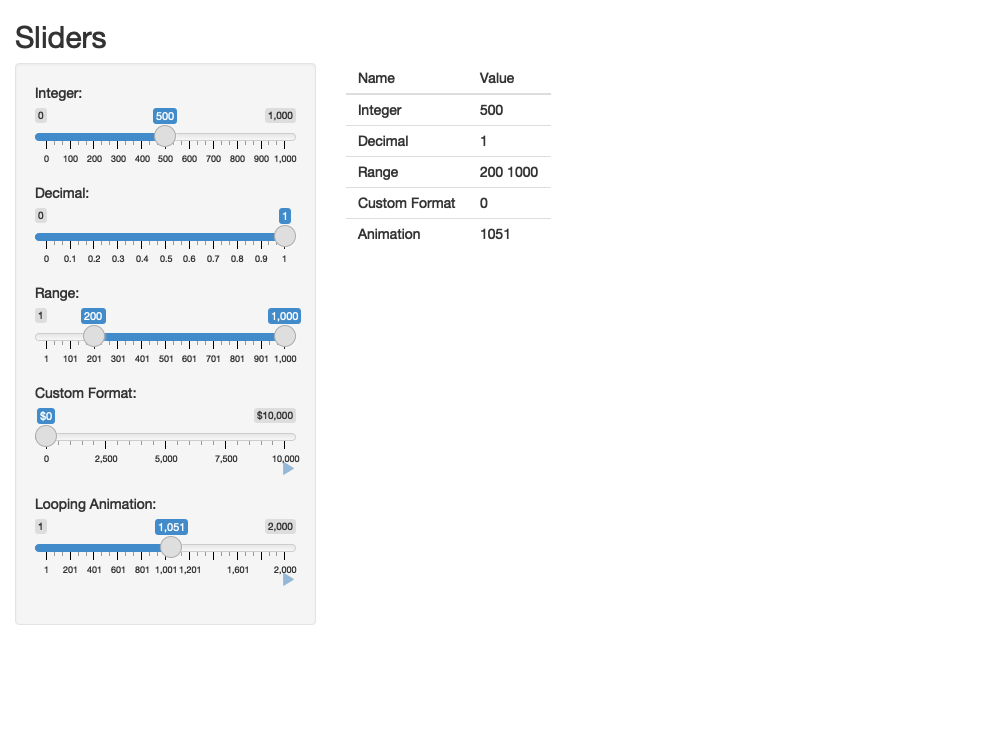 Sliders
Integer:
0 500 1,000
0 100 200 300 400 500 600 700 800 900 1,000
Decimal:
0 1
0 0.1 0.2 0.3 0.4 0.5 0.6 0.7 0.8 0.9 1
Range:
1 200 1,000
1 101 201 301 401 501 601 701 801 901 1,000
Custom Format:
$0 $10,000
0 2,500 5,000 7,500 10,000
Looping Animation:
1 1,051 2,000
1 201 401 601 801 1,001 1,201 1,601 2,000
Name Value
Integer 500
Decimal 1
Range 200 1000
Custom Format 0
Animation 1051